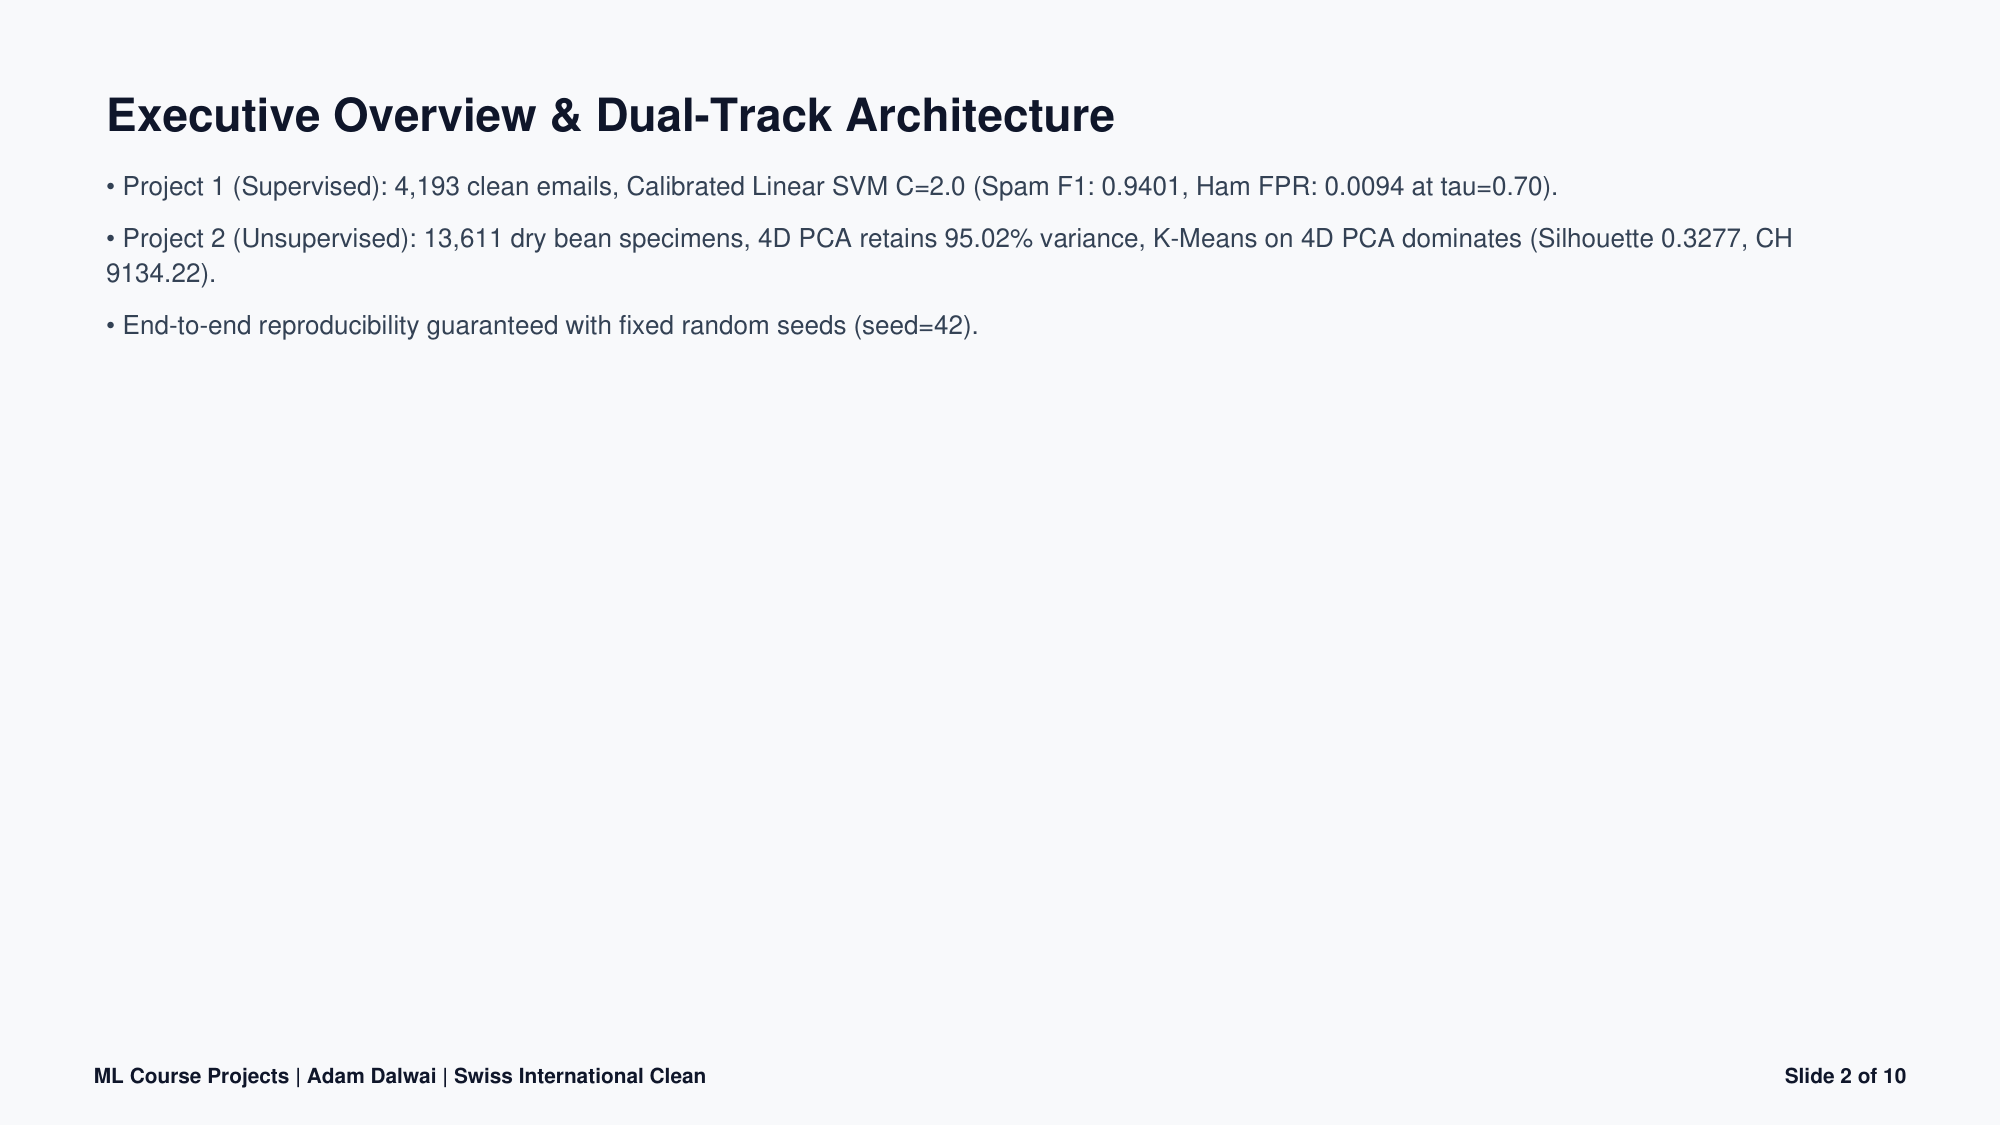 Executive Overview & Dual-Track Architecture
• Project 1 (Supervised): 4,193 clean emails, Calibrated Linear SVM C=2.0 (Spam F1: 0.9401, Ham FPR: 0.0094 at tau=0.70).
• Project 2 (Unsupervised): 13,611 dry bean specimens, 4D PCA retains 95.02% variance, K-Means on 4D PCA dominates (Silhouette 0.3277, CH
9134.22).
• End-to-end reproducibility guaranteed with fixed random seeds (seed=42).
ML Course Projects | Adam Dalwai | Swiss International Clean
Slide 2 of 10